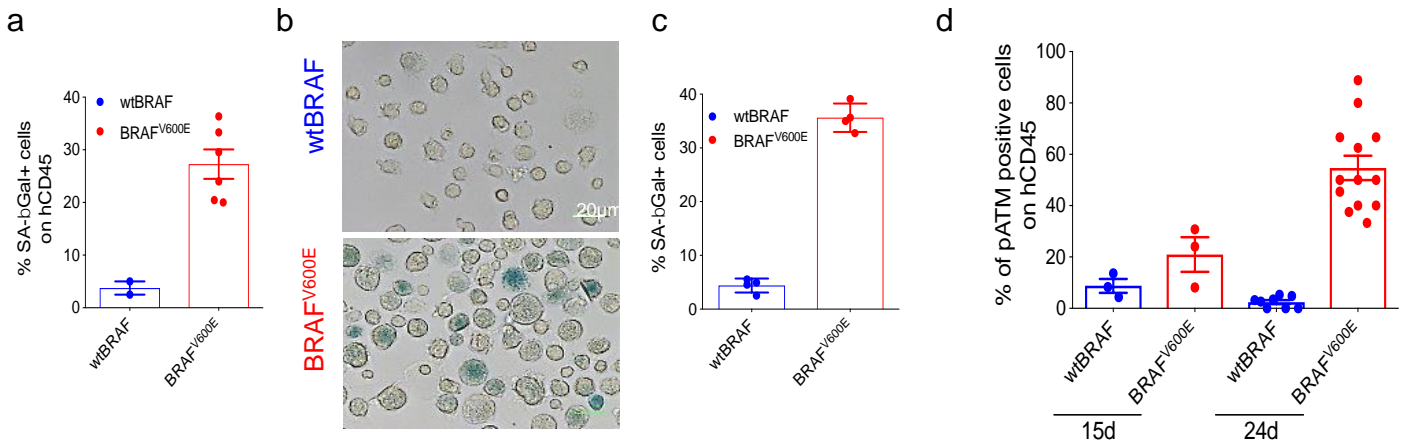 a
% SA-bGal+ cells
on hCD45
40
30
20
10
0
wtBRAF
BRAFV600E
wtBRAF
BRAFV600E
b
wtBRAF
20µm
BRAFV600E
c
% SA-bGal+ cells
40
30
20
10
0
wtBRAF
BRAFV600E
wtBRAF
BRAFV600E
d
% of pATM positive cells
on hCD45
100
80
60
40
20
0
wtBRAF
BRAFV600E
wtBRAF
BRAFV600E
15d
24d